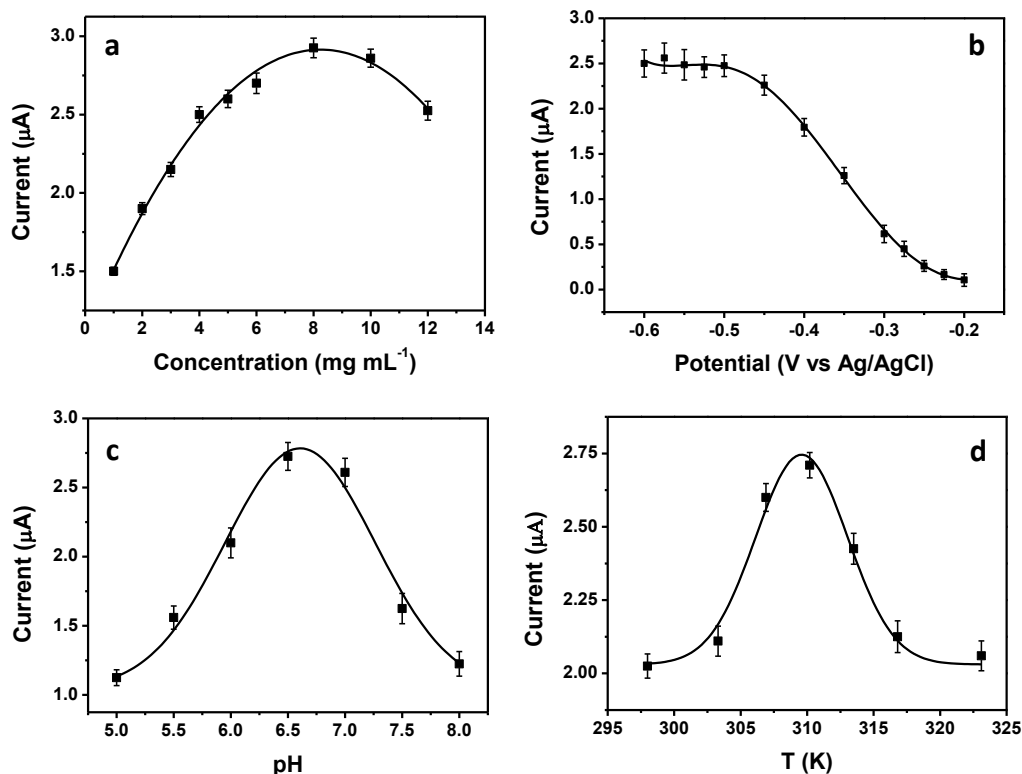 a
3.0
2.5
2.0
1.5
Current (μA)
0 2 4 6 8 10 12 14
Concentration (mg mL⁻¹)
b
3.0
2.5
2.0
1.5
1.0
0.5
0.0
Current (μA)
-0.6 -0.5 -0.4 -0.3 -0.2
Potential (V vs Ag/AgCl)
c
3.0
2.5
2.0
1.5
1.0
Current (μA)
5.0 5.5 6.0 6.5 7.0 7.5 8.0
pH
d
2.75
2.50
2.25
2.00
Current (μA)
295 300 305 310 315 320 325
T (K)